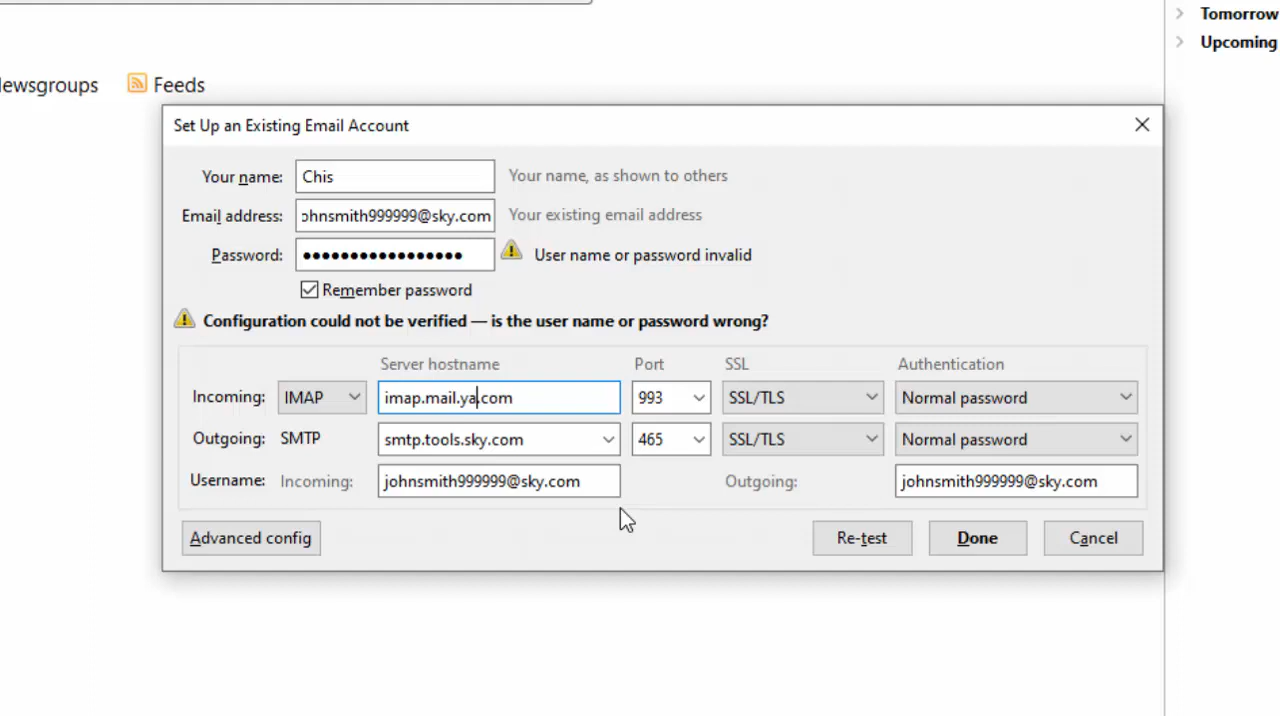 Tomorrow
Upcoming
ewsgroups Feeds
Set Up an Existing Email Account
Your name: Chis Your name, as shown to others
Email address: ohnsmith999999@sky.com Your existing email address
Password: ••••••••••••••••• User name or password invalid
Remember password
Configuration could not be verified — is the user name or password wrong?
Server hostname Port SSL Authentication
Incoming: IMAP imap.mail.ya.com 993 SSL/TLS Normal password
Outgoing: SMTP smtp.tools.sky.com 465 SSL/TLS Normal password
Username: Incoming: johnsmith999999@sky.com Outgoing: johnsmith999999@sky.com
Advanced config Re-test Done Cancel